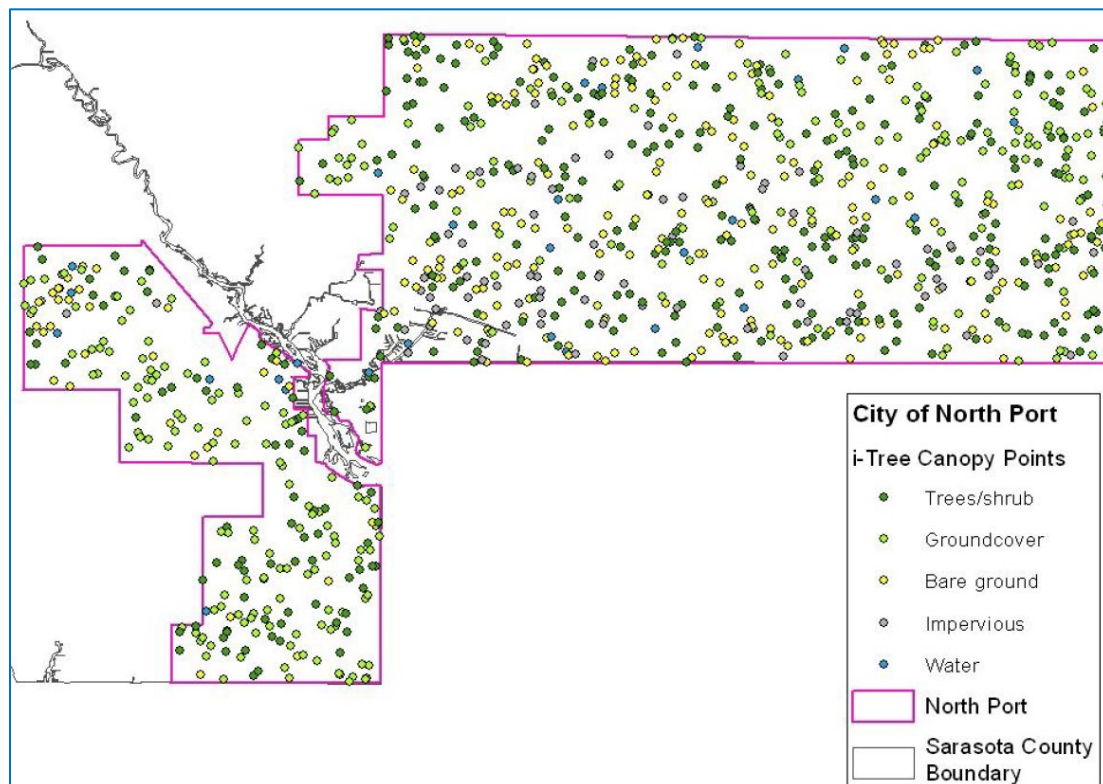 City of North Port
i-Tree Canopy Points
Trees/shrub
Groundcover
Bare ground
Impervious
Water
North Port
Sarasota County
Boundary